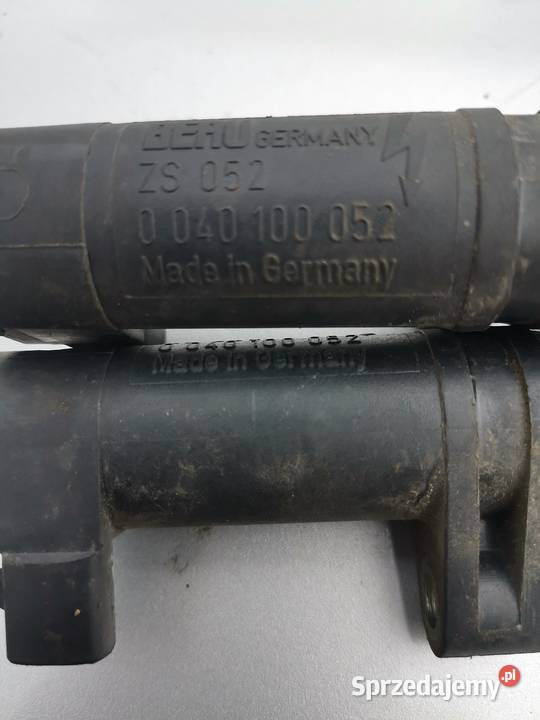 BERU GERMANY
ZS 052
0 040 100 052
Made in Germany
0 040 100 052
Made in Germany
Sprzedajemy.pl